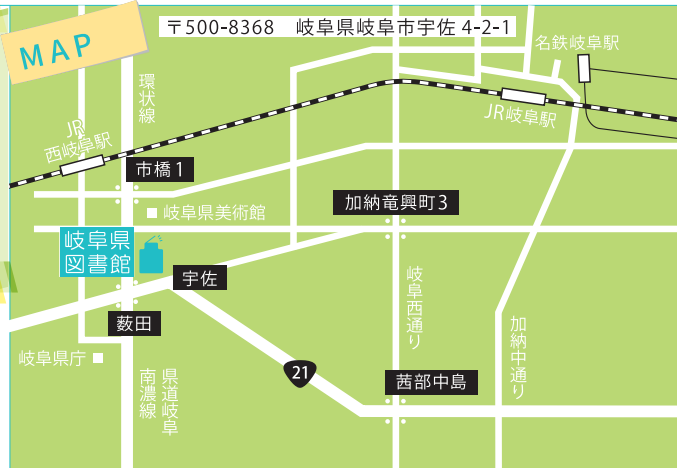 MAP
〒500-8368 岐阜県岐阜市宇佐 4-2-1
名鉄岐阜駅
環状線
JR岐阜駅
JR
西岐阜駅
市橋1
加納竜興町3
岐阜県美術館
岐阜県
図書館
宇佐
岐阜西通り
薮田
加納中通り
岐阜県庁
21
茜部中島
県道岐阜
南濃線